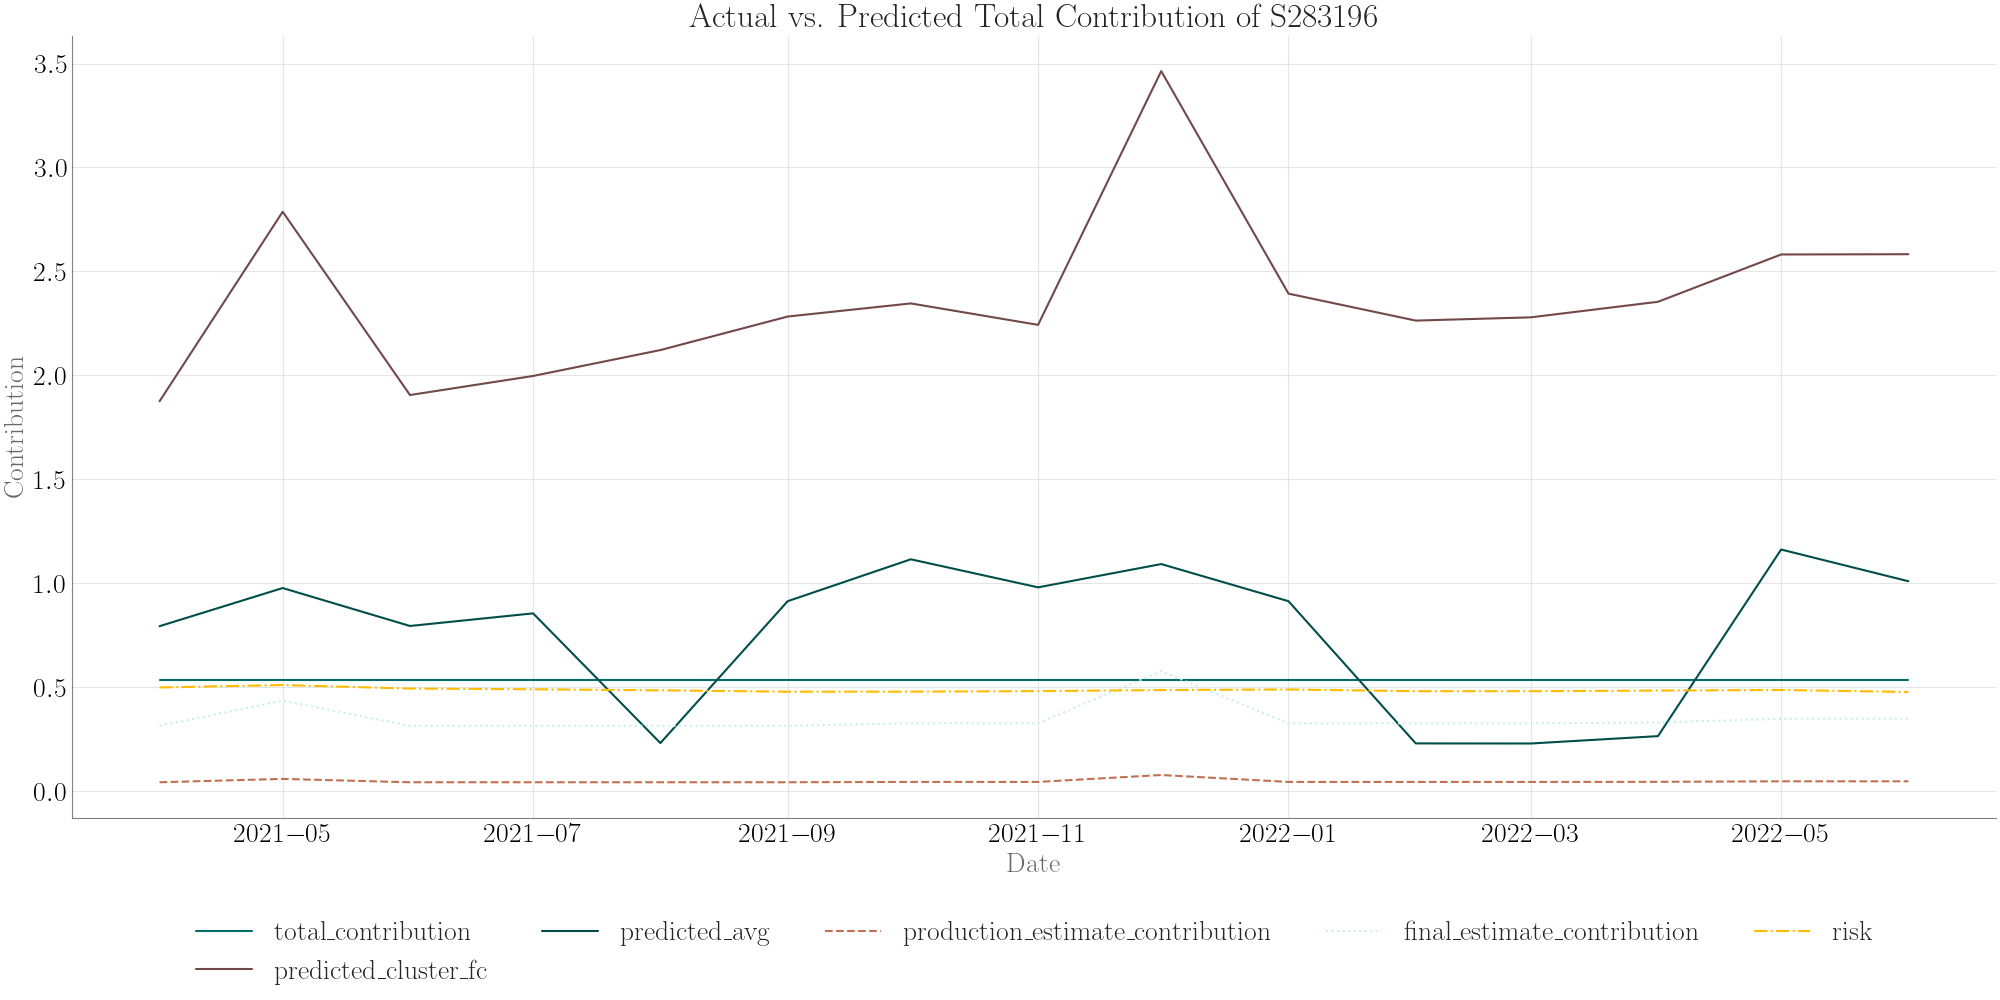 Actual vs. Predicted Total Contribution of S283196
3.5
3.0
2.5
2.0
1.5
1.0
0.5
0.0
Contribution
2021−05 2021−07 2021−09 2021−11 2022−01 2022−03 2022−05
Date
total_contribution predicted_avg production_estimate_contribution final_estimate_contribution risk
predicted_cluster_fc